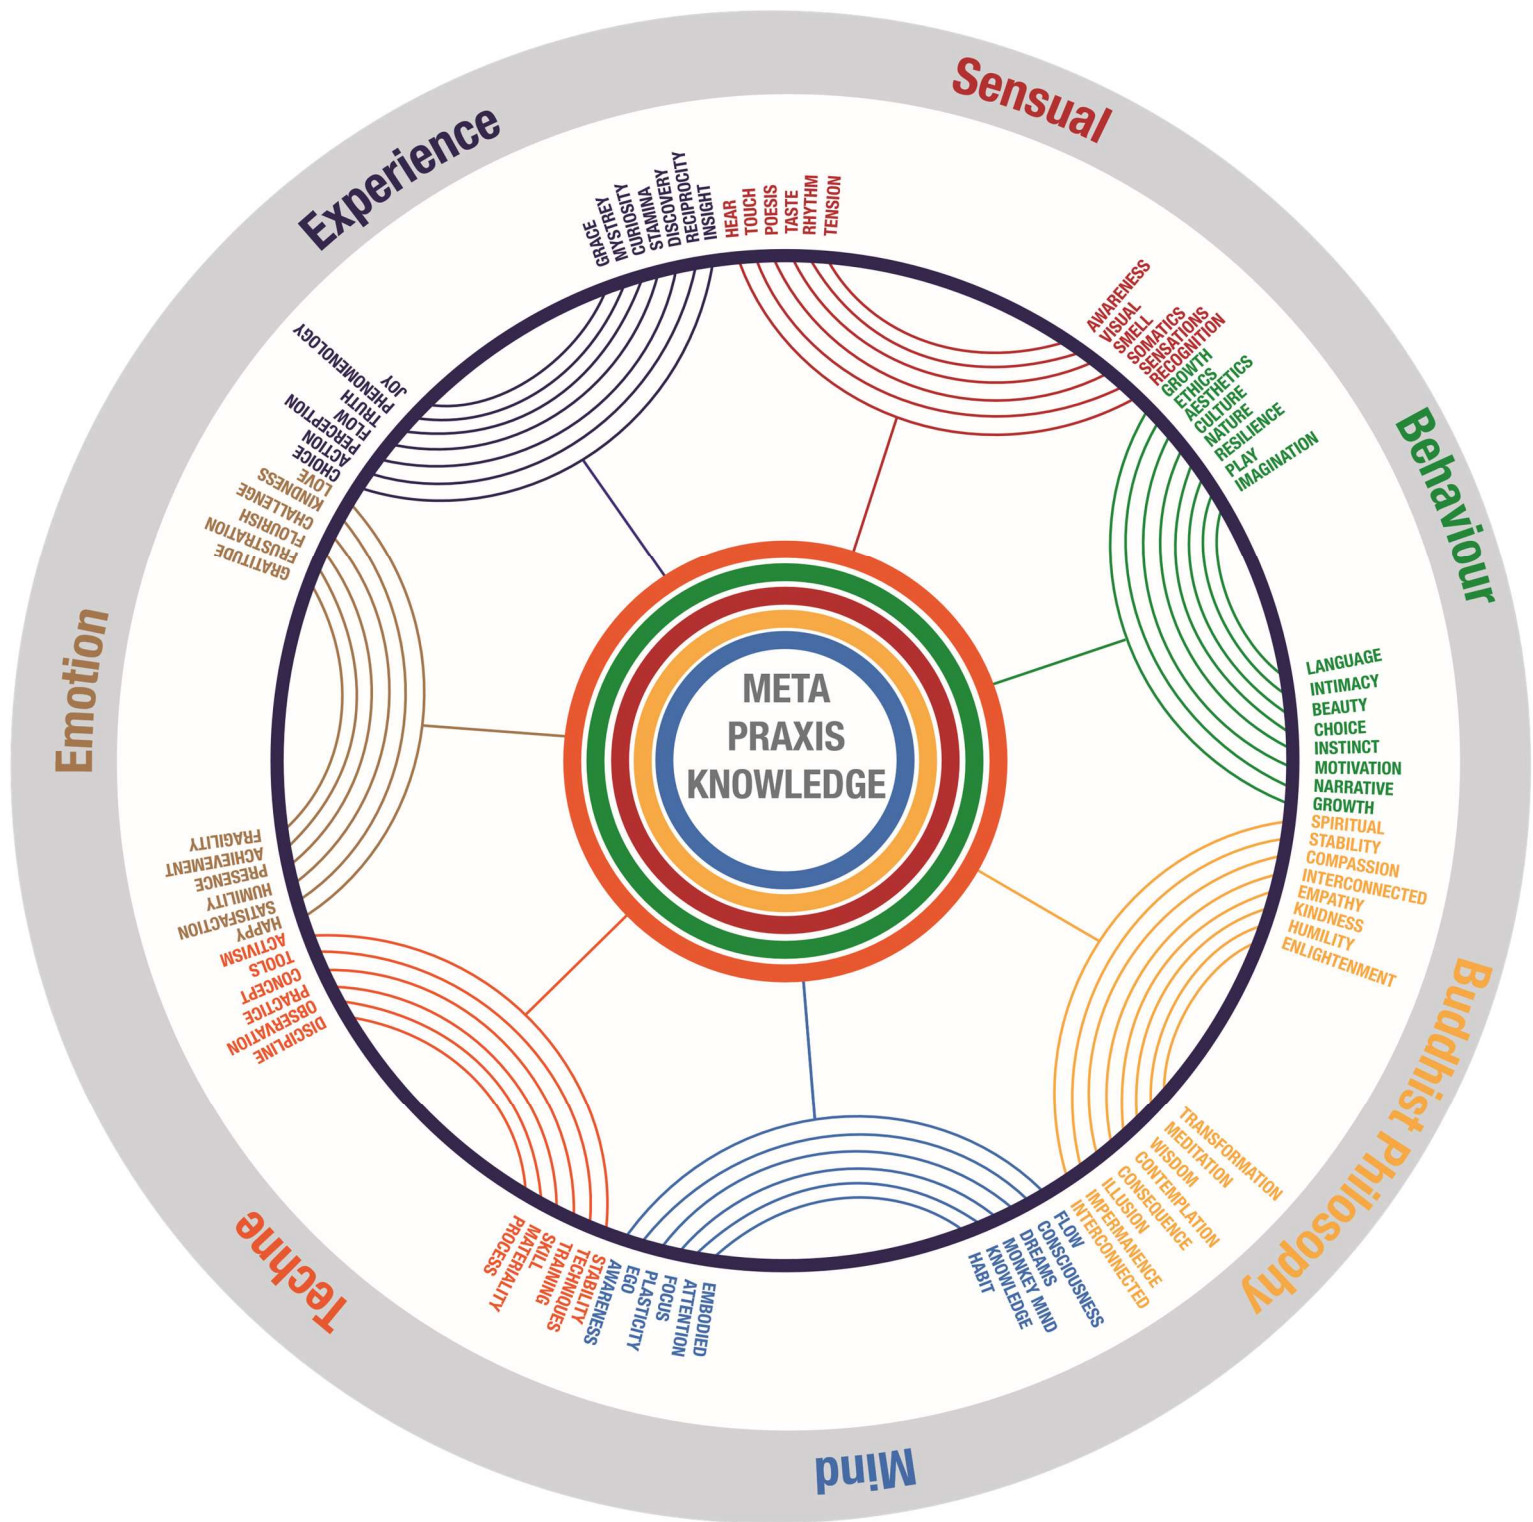 META
PRAXIS
KNOWLEDGE
Sensual
HEAR
TOUCH
POESIS
TASTE
RHYTHM
TENSION
AWARENESS
VISUAL
SMELL
SOMATICS
SENSATIONS
RECOGNITION
Behaviour
GROWTH
ETHICS
AESTHETICS
CULTURE
NATURE
RESILIENCE
PLAY
IMAGINATION
LANGUAGE
INTIMACY
BEAUTY
CHOICE
INSTINCT
MOTIVATION
NARRATIVE
GROWTH
Buddhist Philosophy
SPIRITUAL
STABILITY
COMPASSION
INTERCONNECTED
EMPATHY
KINDNESS
HUMILITY
ENLIGHTENMENT
TRANSFORMATION
MEDITATION
WISDOM
CONTEMPLATION
CONSEQUENCE
ILLUSION
IMPERMANENCE
INTERCONNECTED
Mind
FLOW
CONSCIOUSNESS
DREAMS
MONKEY MIND
KNOWLEDGE
HABIT
EMBODIED
ATTENTION
FOCUS
PLASTICITY
EGO
AWARENESS
Techne
STABILITY
TECHNIQUES
TRAINING
SKILL
MATERIALITY
PROCESS
DISCIPLINE
OBSERVATION
PRACTICE
CONCEPT
TOOLS
ACTIVISM
Emotion
HAPPY
SATISFACTION
HUMILITY
PRESENCE
ACHIEVEMENT
FRAGILITY
GRATITUDE
FRUSTRATION
FLOURISH
CHALLENGE
KINDNESS
LOVE
Experience
CHOICE
ACTION
PERCEPTION
FLOW
TRUTH
PHENOMENOLOGY
JOY
GRACE
MYSTREY
CURIOSITY
STAMINA
DISCOVERY
RECIPROCITY
INSIGHT